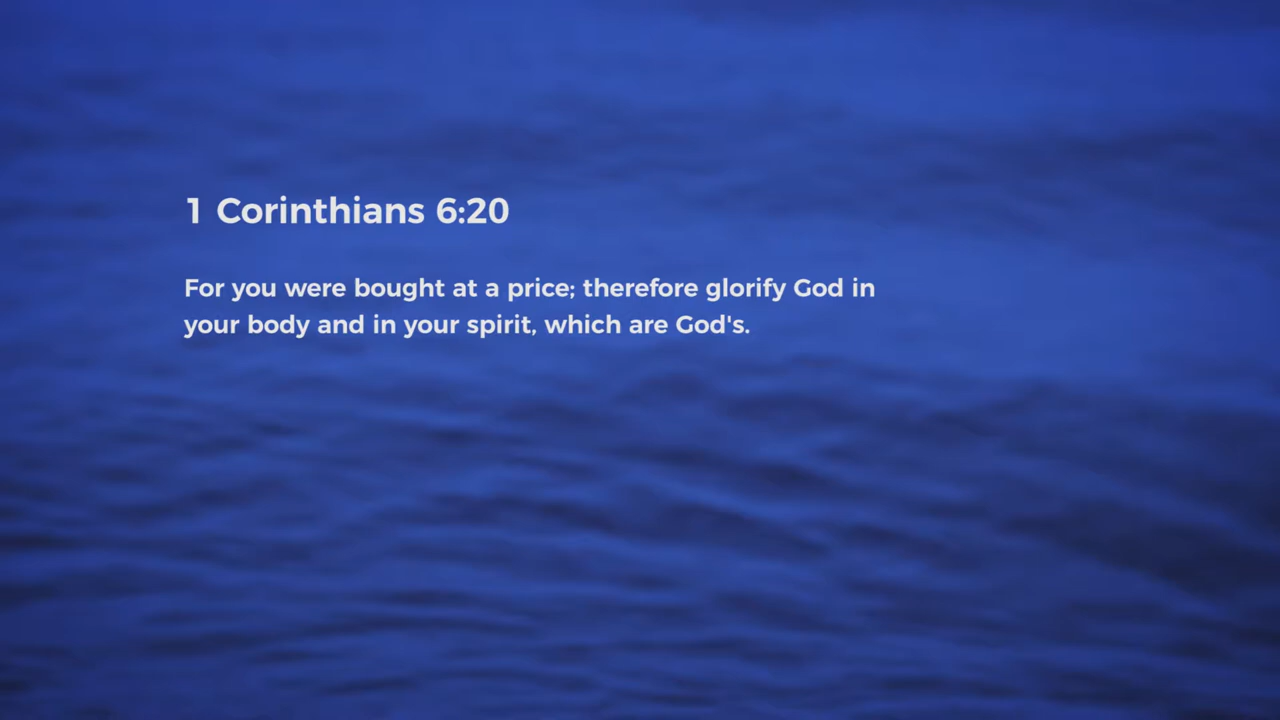 1 Corinthians 6:20
For you were bought at a price; therefore glorify God in
your body and in your spirit, which are God's.